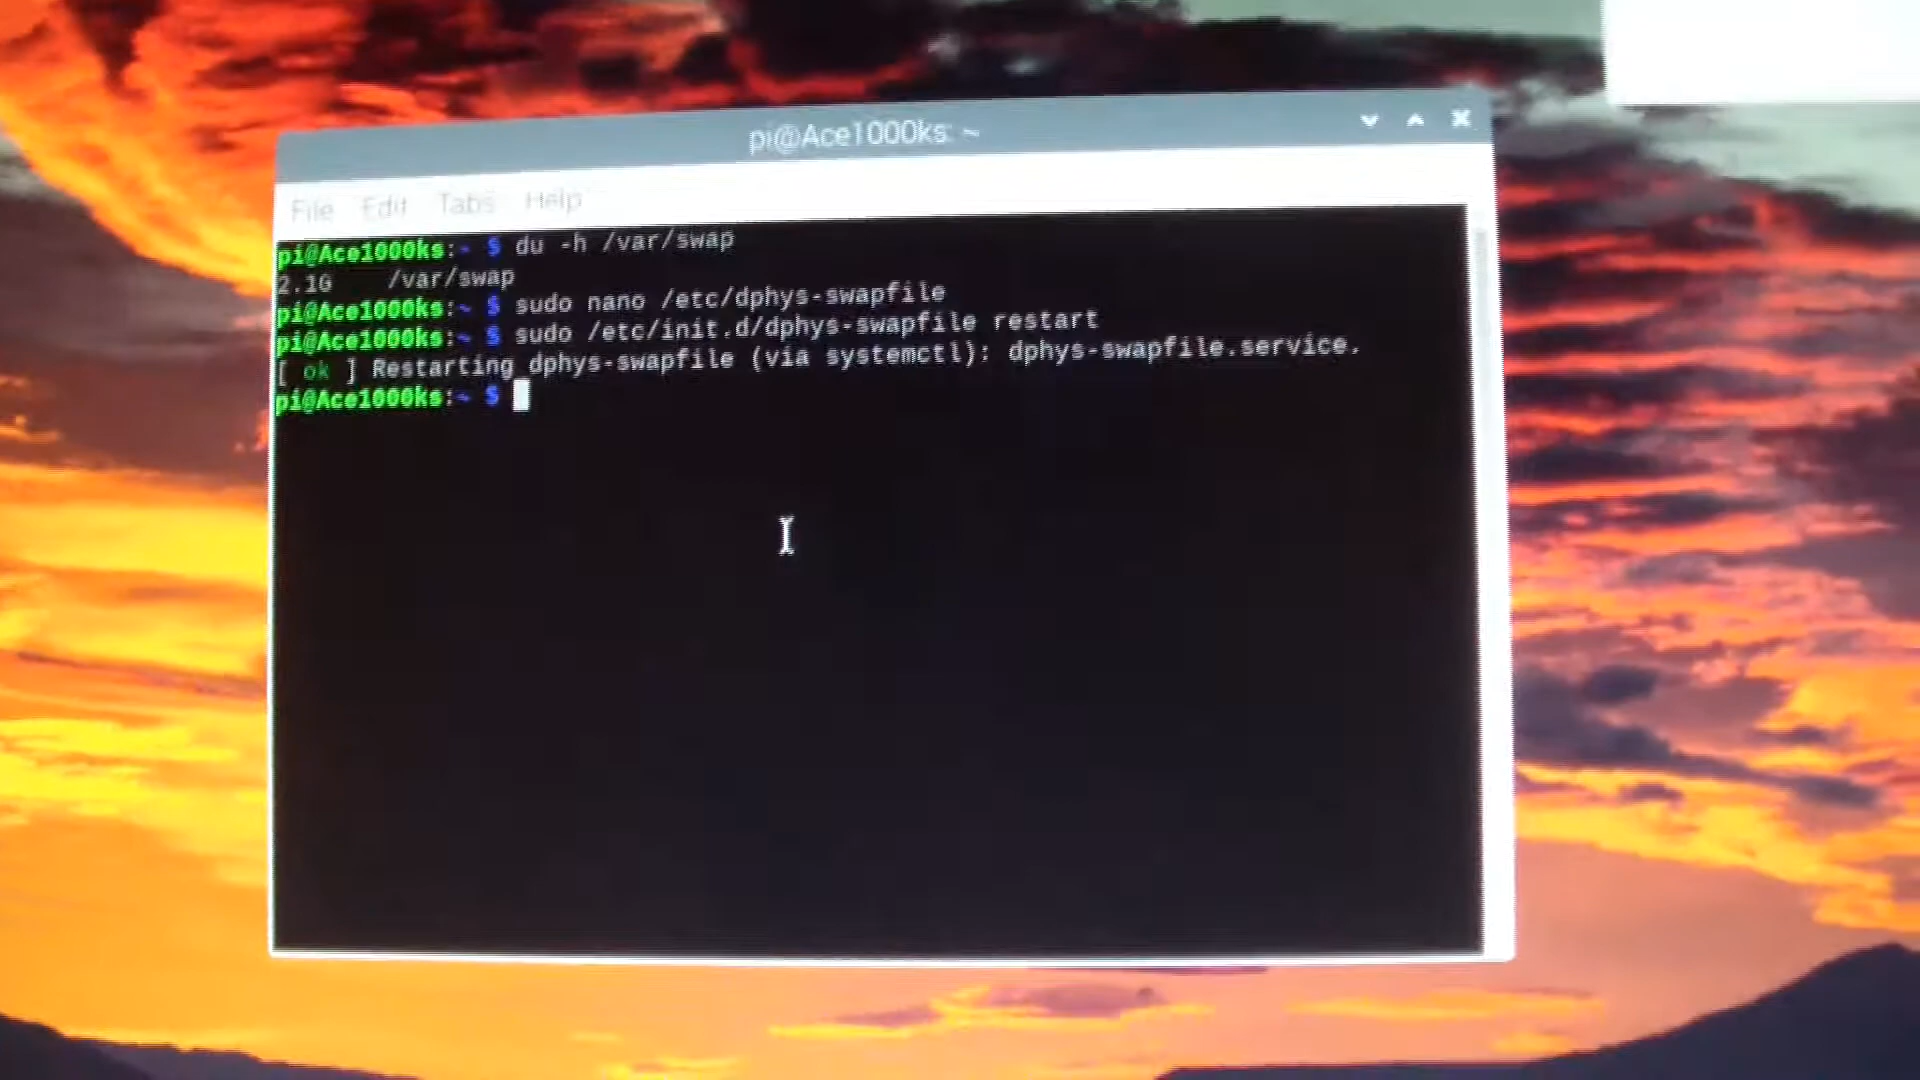 pi@Ace1000ks: ~
File Edit Tabs Help
pi@Ace1000ks:~ $ du -h /var/swap
2.1G /var/swap
pi@Ace1000ks:~ $ sudo nano /etc/dphys-swapfile
pi@Ace1000ks:~ $ sudo /etc/init.d/dphys-swapfile restart
[ ok ] Restarting dphys-swapfile (via systemctl): dphys-swapfile.service.
pi@Ace1000ks:~ $